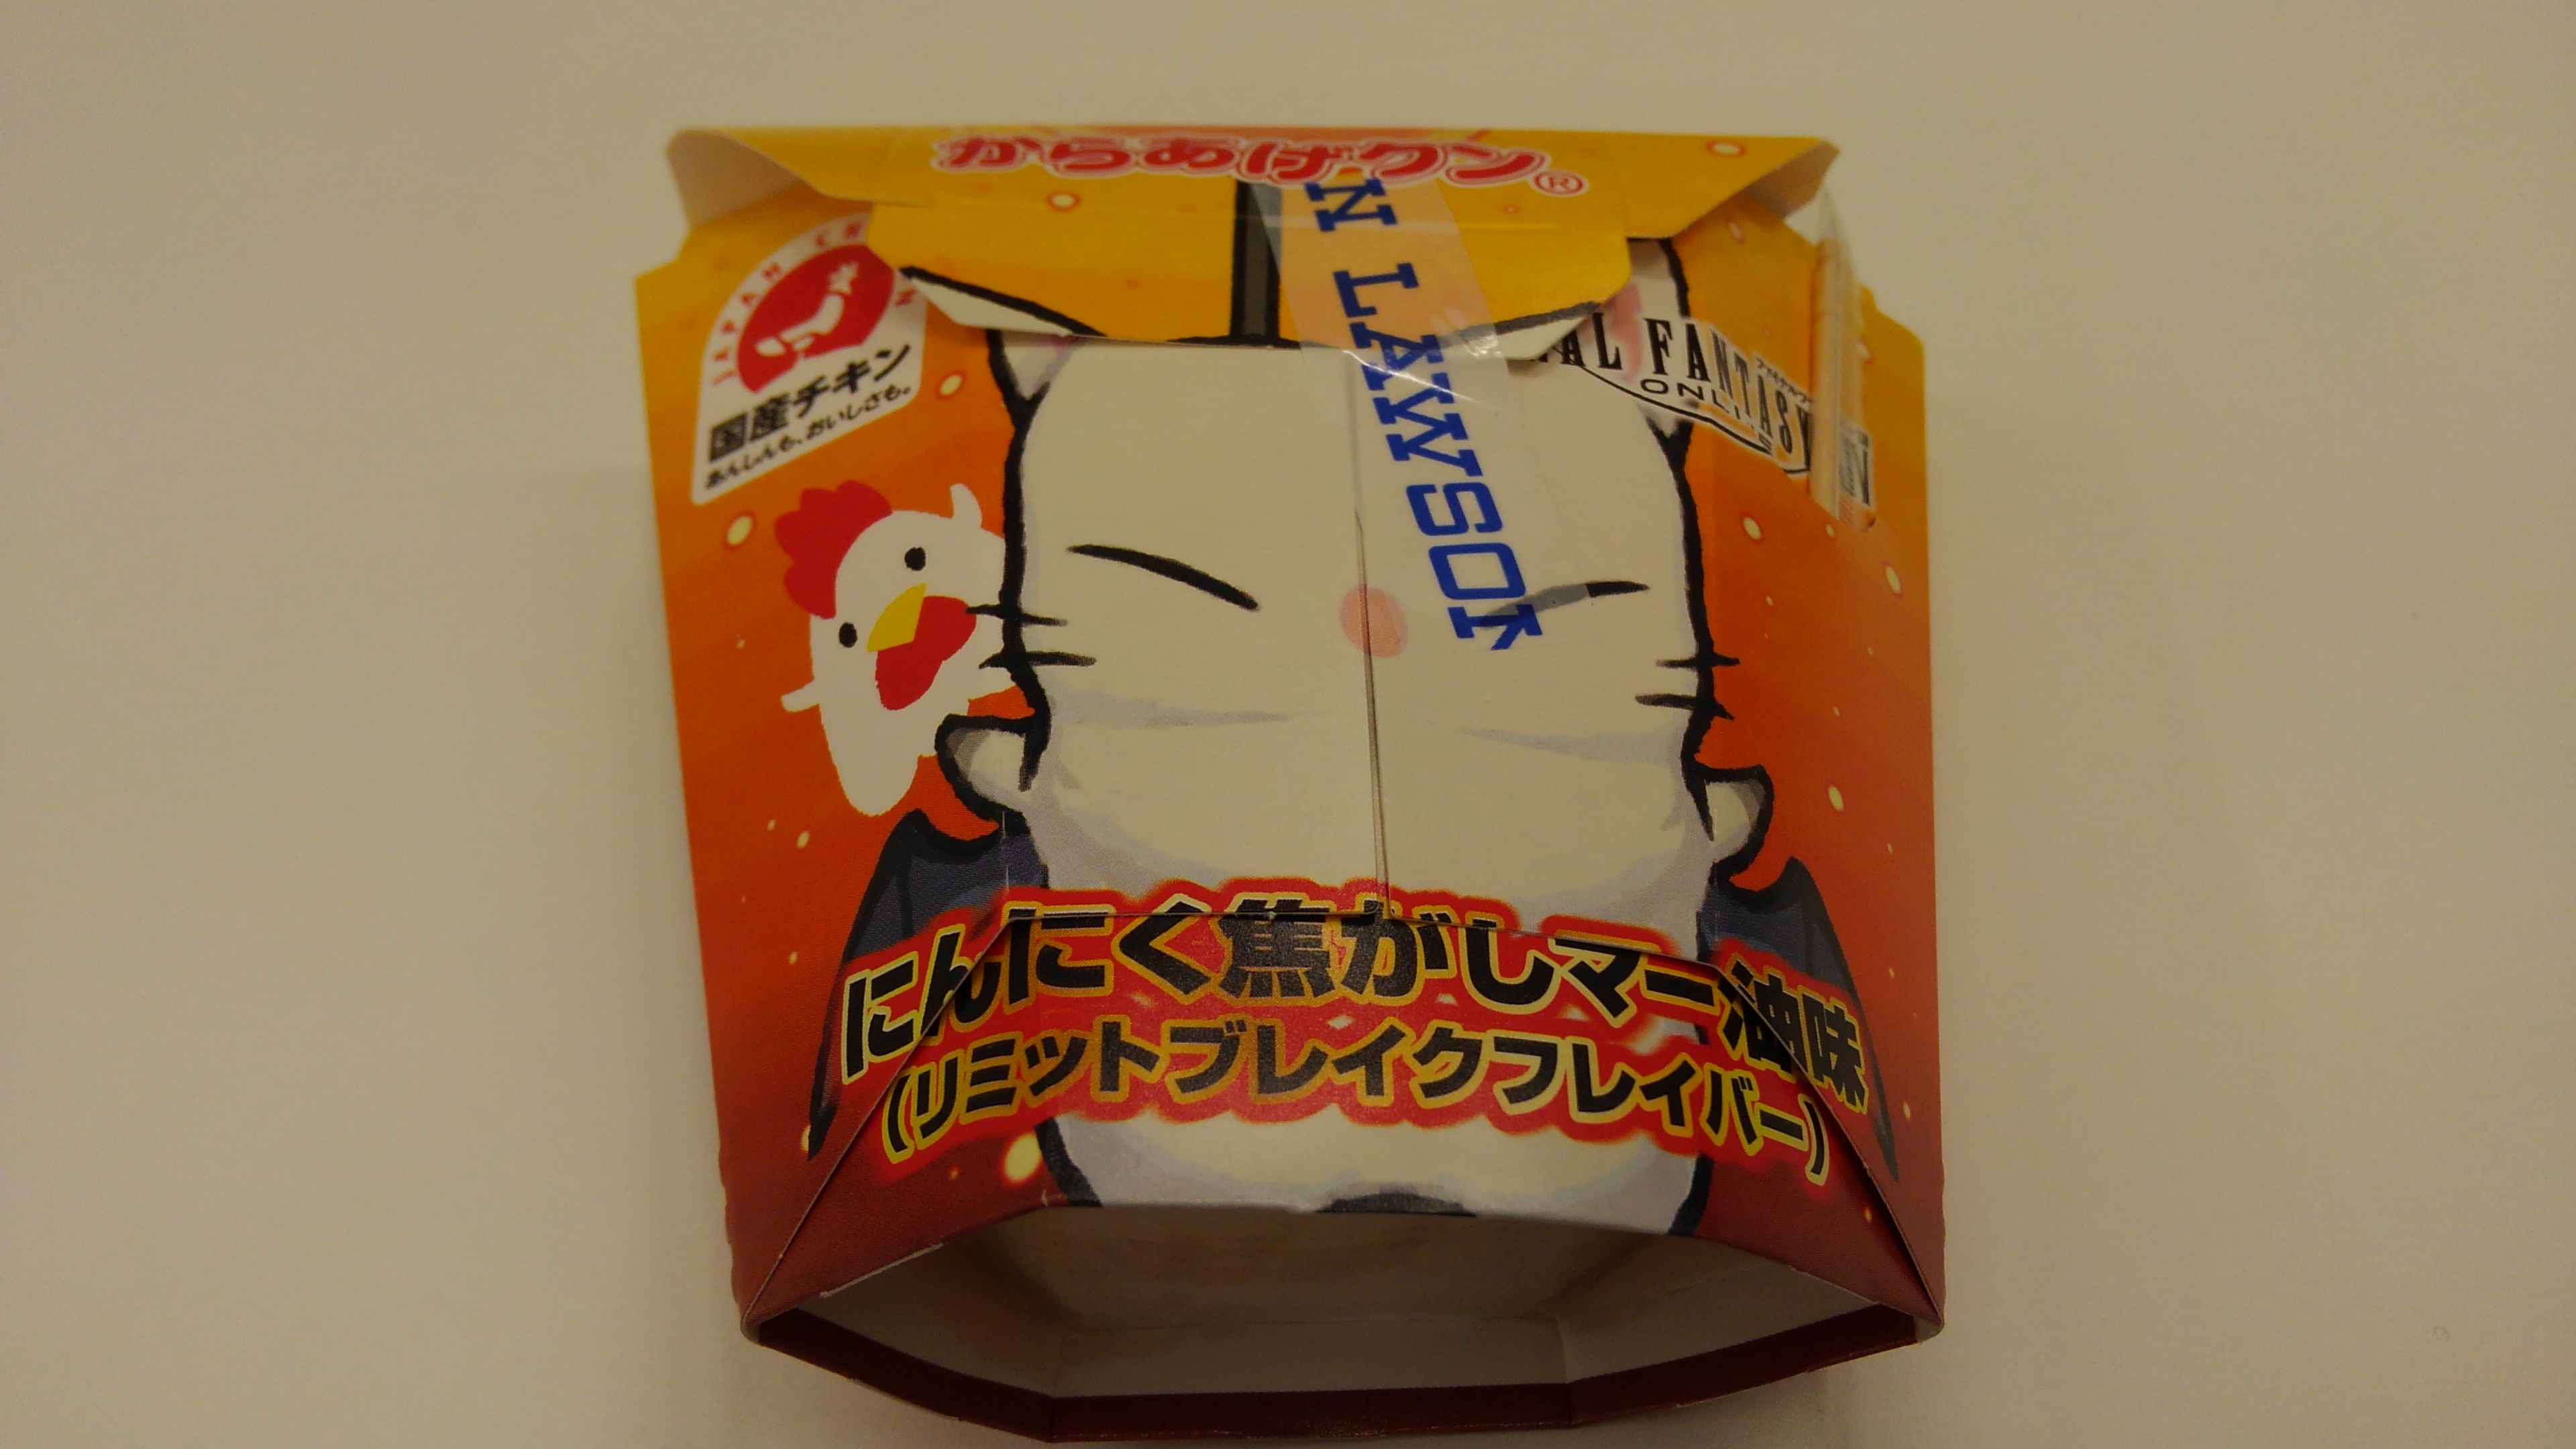 からあげクン®
JAPAN
国産チキン
あんしんも、おいしさも。
N LAWSON
AL FANTASY
ONLINE
にんにく焦がしマー油味
(リミットブレイクフレイバー)